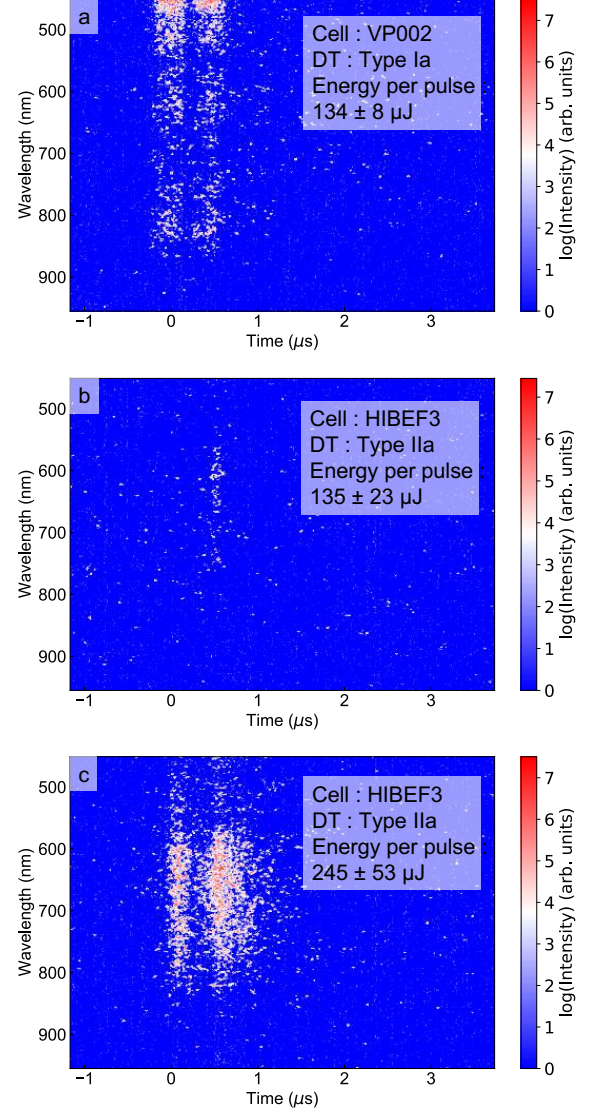 a
Cell : VP002
DT : Type Ia
Energy per pulse :
134 ± 8 μJ
500
600
700
800
900
Wavelength (nm)
−1 0 1 2 3
Time (μs)
7
6
5
4
3
2
1
0
log(Intensity) (arb. units)
b
Cell : HIBEF3
DT : Type IIa
Energy per pulse :
135 ± 23 μJ
500
600
700
800
900
Wavelength (nm)
−1 0 1 2 3
Time (μs)
7
6
5
4
3
2
1
0
log(Intensity) (arb. units)
c
Cell : HIBEF3
DT : Type IIa
Energy per pulse :
245 ± 53 μJ
500
600
700
800
900
Wavelength (nm)
−1 0 1 2 3
Time (μs)
7
6
5
4
3
2
1
0
log(Intensity) (arb. units)